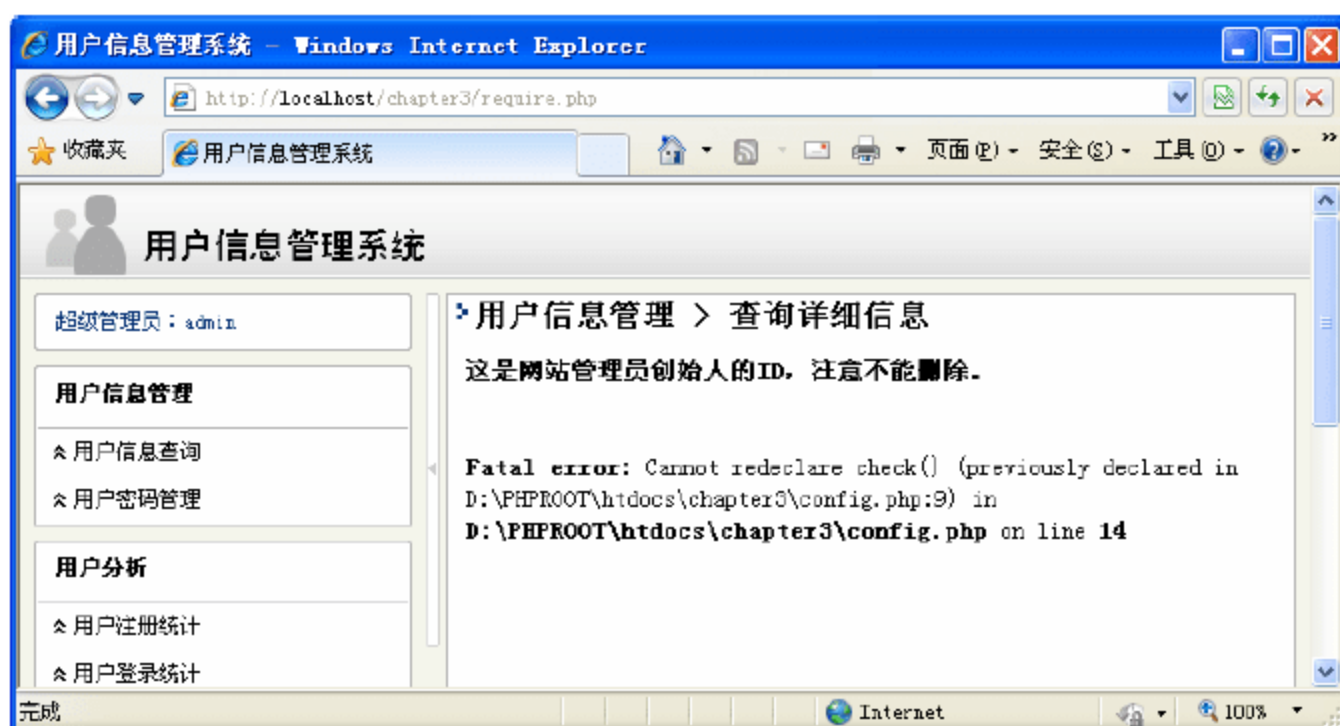 用户信息管理系统 - Windows Internet Explorer
http://localhost/chapter3/require.php
收藏夹 用户信息管理系统 页面(P) 安全(S) 工具(O)
用户信息管理系统
超级管理员：admin
用户信息管理
用户信息查询
用户密码管理
用户分析
用户注册统计
用户登录统计
用户信息管理 > 查询详细信息
这是网站管理员创始人的ID，注意不能删除。
Fatal error: Cannot redeclare check() (previously declared in
D:\PHPROOT\htdocs\chapter3\config.php:9) in
D:\PHPROOT\htdocs\chapter3\config.php on line 14
完成 Internet 100%